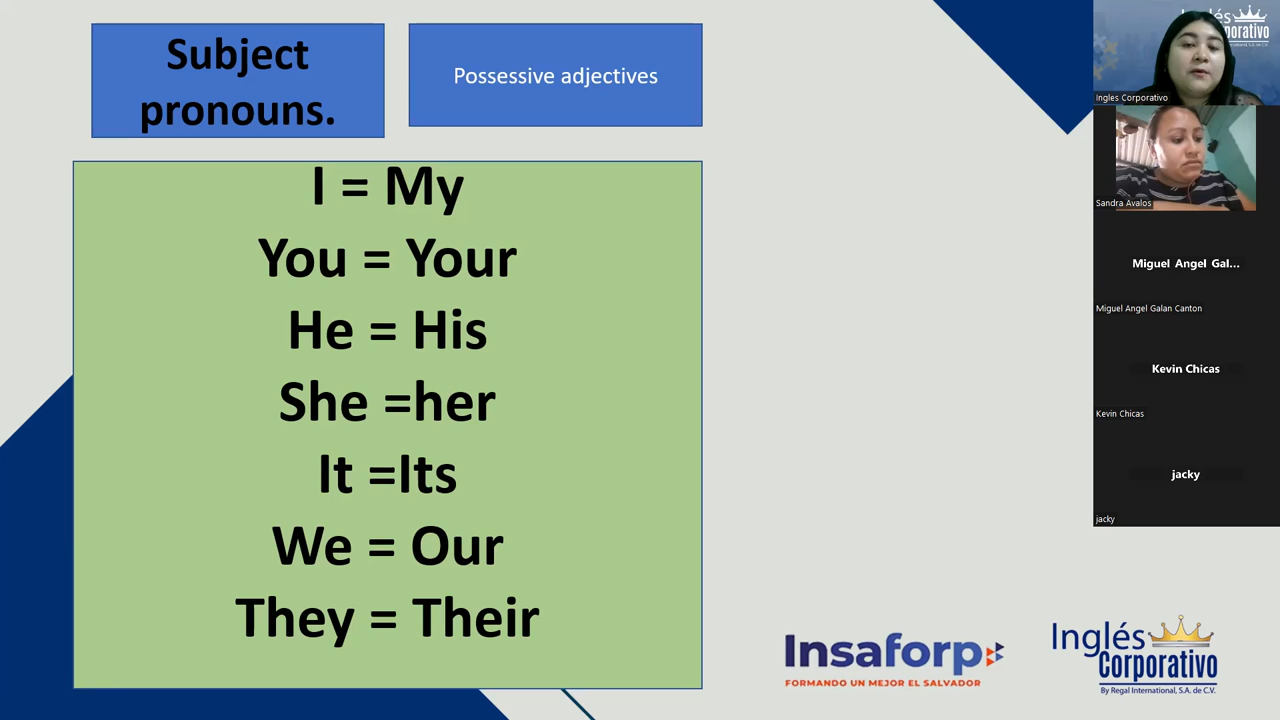 Subject
pronouns.
Possessive adjectives
I = My
You = Your
He = His
She =her
It =Its
We = Our
They = Their
Insaforp
FORMANDO UN MEJOR EL SALVADOR
Inglés
Corporativo
By Regal International, S.A. de C.V.
Ingles Corporativo
Sandra Avalos
Miguel Angel Gal...
Miguel Angel Galan Canton
Kevin Chicas
Kevin Chicas
jacky
jacky